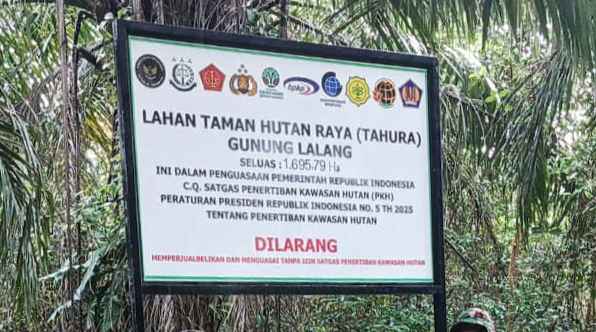 bpkp
LAHAN TAMAN HUTAN RAYA (TAHURA)
GUNUNG LALANG
SELUAS : 1.695,79 Ha
INI DALAM PENGUASAAN PEMERINTAH REPUBLIK INDONESIA
C.Q. SATGAS PENERTIBAN KAWASAN HUTAN (PKH)
PERATURAN PRESIDEN REPUBLIK INDONESIA NO. 5 TH 2025
TENTANG PENERTIBAN KAWASAN HUTAN
DILARANG
MEMPERJUALBELIKAN DAN MENGUASAI TANPA IZIN SATGAS PENERTIBAN KAWASAN HUTAN